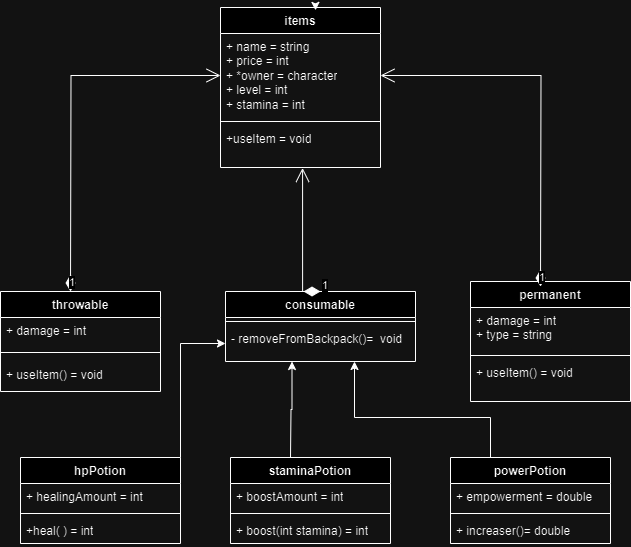 items
+ name = string
+ price = int
+ *owner = character
+ level = int
+ stamina = int
+useItem = void
1
1
1
throwable
+ damage = int
+ useItem() = void
consumable
- removeFromBackpack()= void
permanent
+ damage = int
+ type = string
+ useItem() = void
hpPotion
+ healingAmount = int
+heal( ) = int
staminaPotion
+ boostAmount = int
+ boost(int stamina) = int
powerPotion
+ empowerment = double
+ increaser()= double